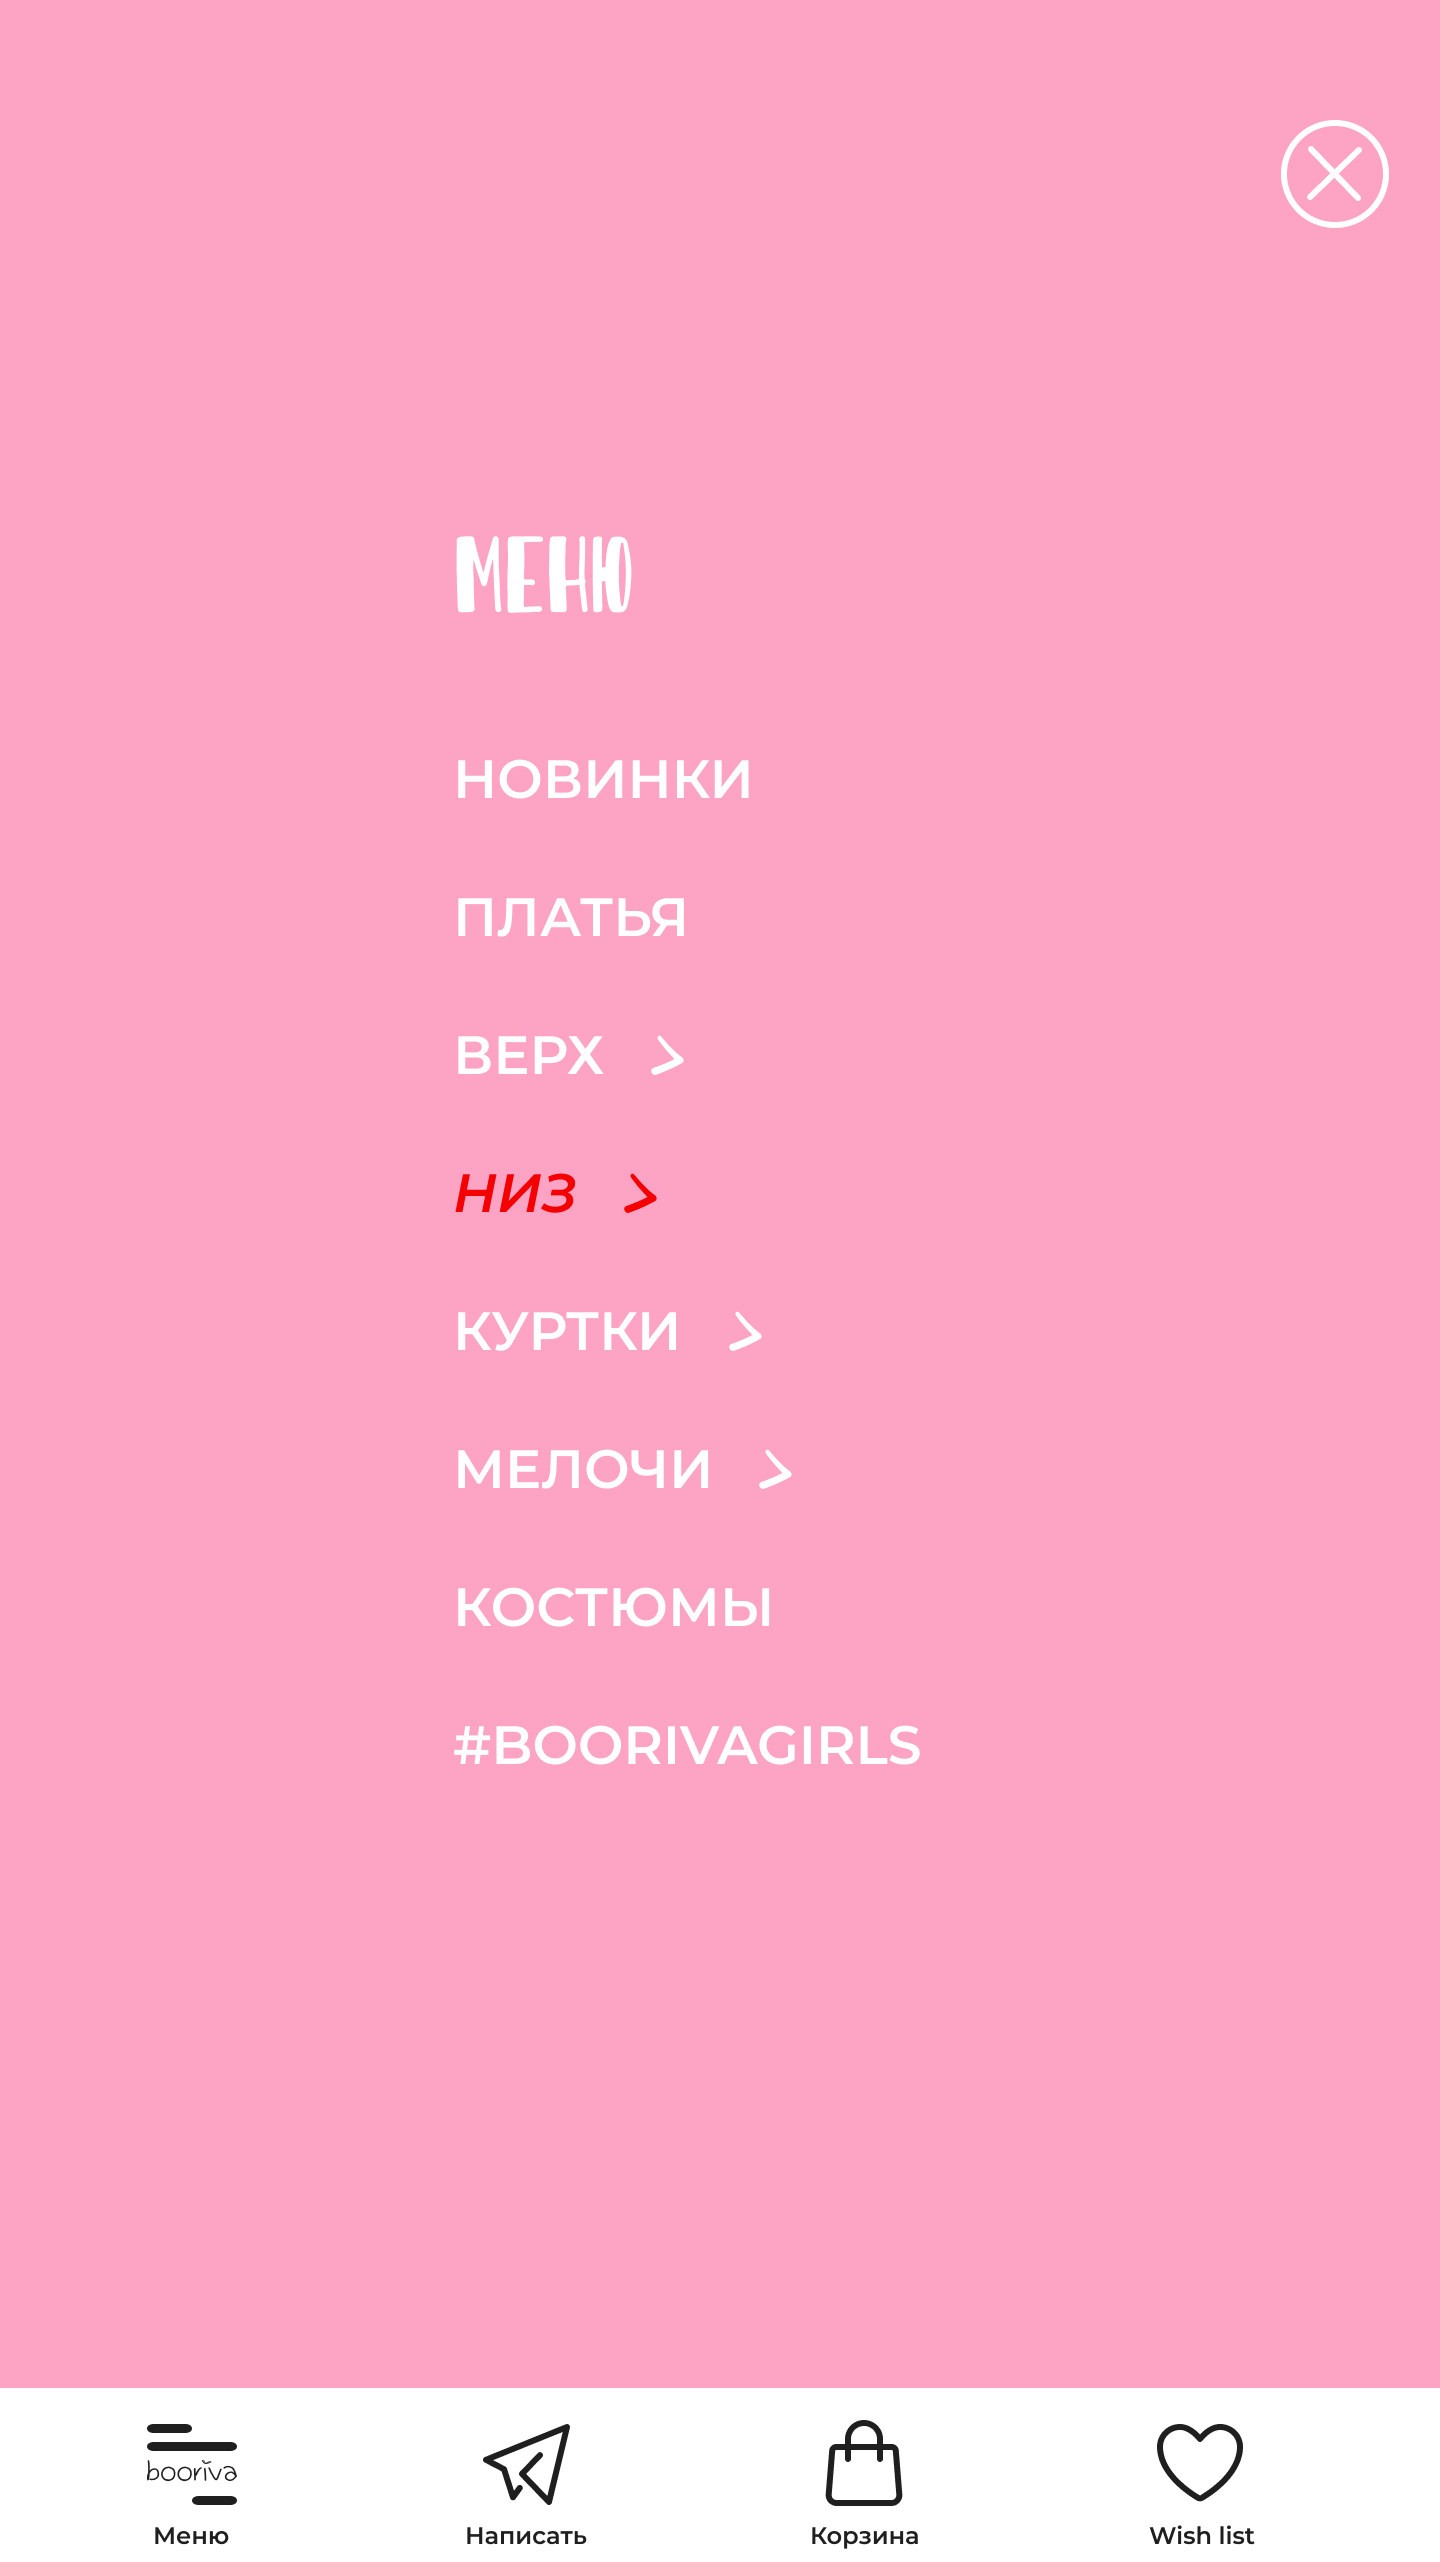 МЕНЮ
НОВИНКИ
ПЛАТЬЯ
ВЕРХ
НИЗ
КУРТКИ
МЕЛОЧИ
КОСТЮМЫ
#BOORIVAGIRLS
booriva
Меню Написать Корзина Wish list